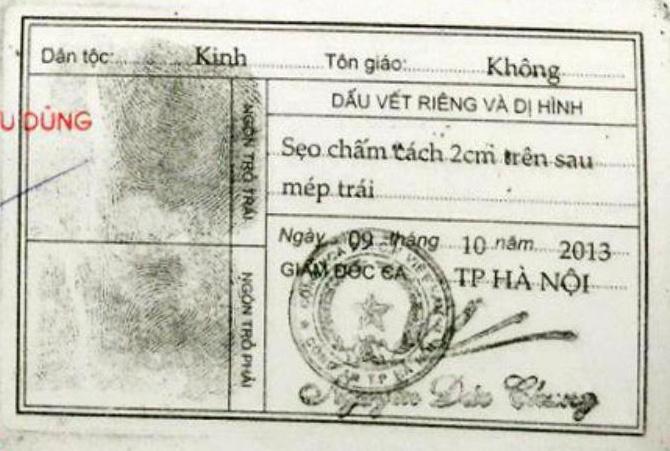 Dân tộc: Kinh Tôn giáo: Không
U DÙNG
NGÓN TRỎ TRÁI
DẤU VẾT RIÊNG VÀ DỊ HÌNH
Sẹo chấm cách 2cm trên sau
mép trái
NGÓN TRỎ PHẢI
Ngày 09 tháng 10 năm 2013
GIÁM ĐỐC CA TP HÀ NỘI
Nguyễn Đức Chung